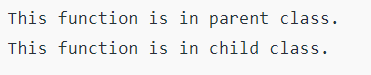 This function is in parent class.
This function is in child class.